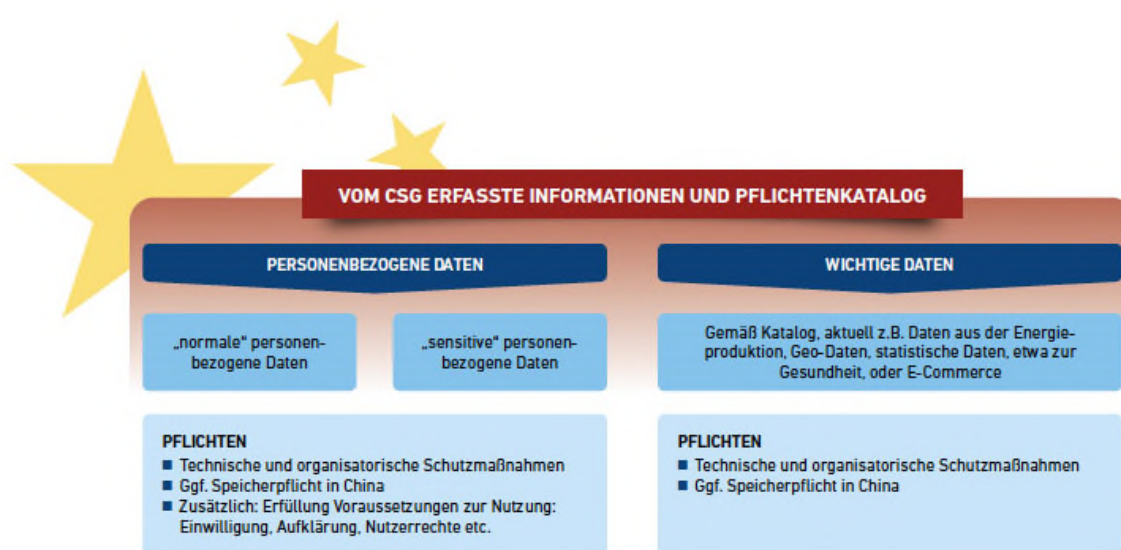 VOM CSG ERFASSTE INFORMATIONEN UND PFLICHTENKATALOG
PERSONENBEZOGENE DATEN
„normale“ personen-
bezogene Daten
„sensitive“ personen-
bezogene Daten
PFLICHTEN
■ Technische und organisatorische Schutzmaßnahmen
■ Ggf. Speicherpflicht in China
■ Zusätzlich: Erfüllung Voraussetzungen zur Nutzung:
Einwilligung, Aufklärung, Nutzerrechte etc.
WICHTIGE DATEN
Gemäß Katalog, aktuell z.B. Daten aus der Energie-
produktion, Geo-Daten, statistische Daten, etwa zur
Gesundheit, oder E-Commerce
PFLICHTEN
■ Technische und organisatorische Schutzmaßnahmen
■ Ggf. Speicherpflicht in China